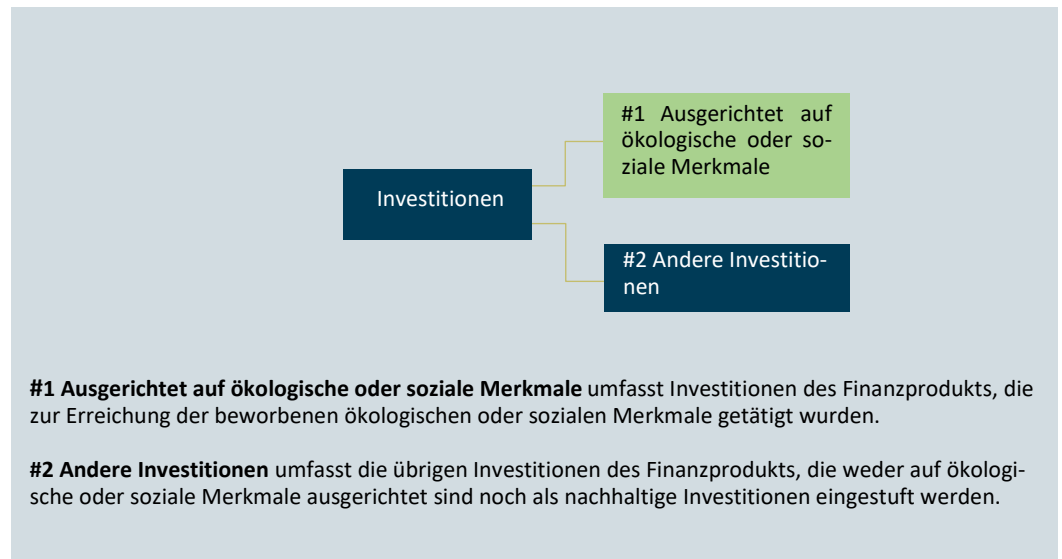 #1 Ausgerichtet auf
ökologische oder so-
ziale Merkmale
Investitionen
#2 Andere Investitio-
nen
#1 Ausgerichtet auf ökologische oder soziale Merkmale umfasst Investitionen des Finanzprodukts, die
zur Erreichung der beworbenen ökologischen oder sozialen Merkmale getätigt wurden.
#2 Andere Investitionen umfasst die übrigen Investitionen des Finanzprodukts, die weder auf ökologi-
sche oder soziale Merkmale ausgerichtet sind noch als nachhaltige Investitionen eingestuft werden.